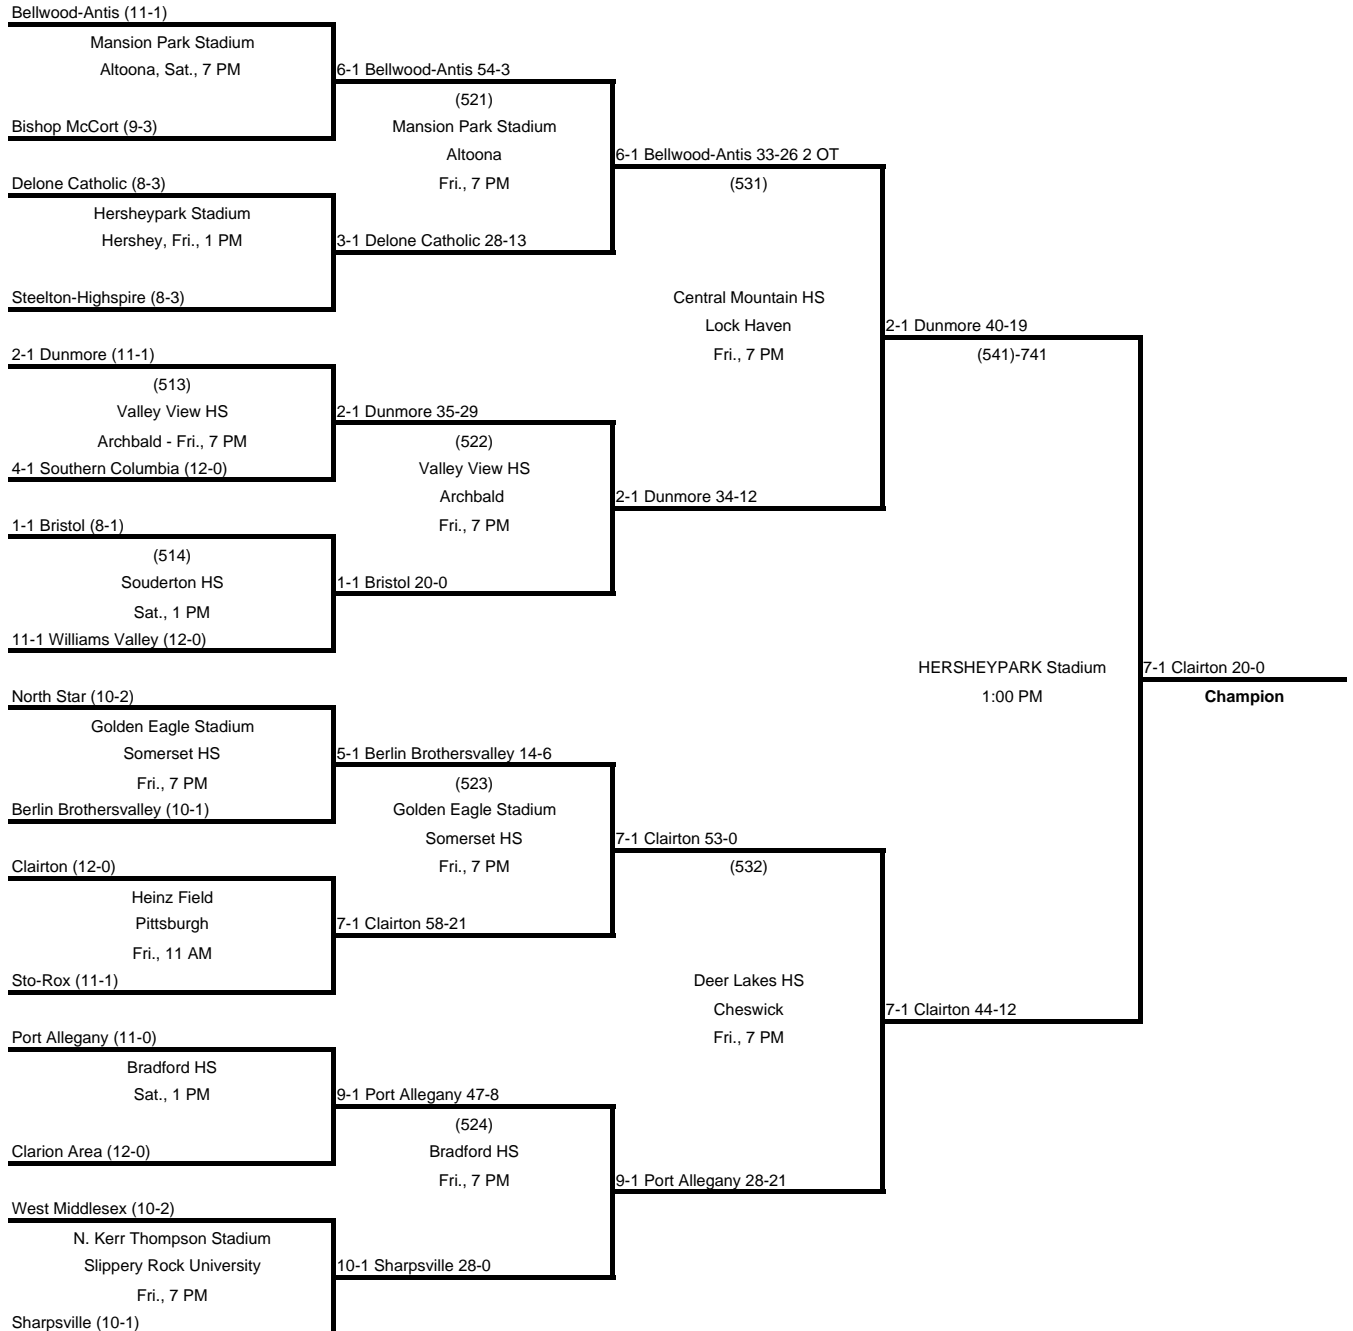 Bellwood-Antis (11-1)
Mansion Park Stadium
Altoona, Sat., 7 PM
6-1 Bellwood-Antis 54-3
(521)
Bishop McCort (9-3)
Mansion Park Stadium
Altoona
6-1 Bellwood-Antis 33-26 2 OT
Delone Catholic (8-3)
Fri., 7 PM
(531)
Hersheypark Stadium
Hershey, Fri., 1 PM
3-1 Delone Catholic 28-13
Steelton-Highspire (8-3)
Central Mountain HS
Lock Haven
2-1 Dunmore 40-19
2-1 Dunmore (11-1)
Fri., 7 PM
(541)-741
(513)
Valley View HS
2-1 Dunmore 35-29
Archbald - Fri., 7 PM
(522)
4-1 Southern Columbia (12-0)
Valley View HS
Archbald
2-1 Dunmore 34-12
1-1 Bristol (8-1)
Fri., 7 PM
(514)
Souderton HS
1-1 Bristol 20-0
Sat., 1 PM
11-1 Williams Valley (12-0)
HERSHEYPARK Stadium
7-1 Clairton 20-0
North Star (10-2)
1:00 PM
Champion
Golden Eagle Stadium
Somerset HS
5-1 Berlin Brothersvalley 14-6
Fri., 7 PM
(523)
Berlin Brothersvalley (10-1)
Golden Eagle Stadium
Somerset HS
7-1 Clairton 53-0
Clairton (12-0)
Fri., 7 PM
(532)
Heinz Field
Pittsburgh
7-1 Clairton 58-21
Fri., 11 AM
Sto-Rox (11-1)
Deer Lakes HS
Cheswick
7-1 Clairton 44-12
Port Allegany (11-0)
Fri., 7 PM
Bradford HS
Sat., 1 PM
9-1 Port Allegany 47-8
(524)
Clarion Area (12-0)
Bradford HS
Fri., 7 PM
9-1 Port Allegany 28-21
West Middlesex (10-2)
N. Kerr Thompson Stadium
Slippery Rock University
10-1 Sharpsville 28-0
Fri., 7 PM
Sharpsville (10-1)